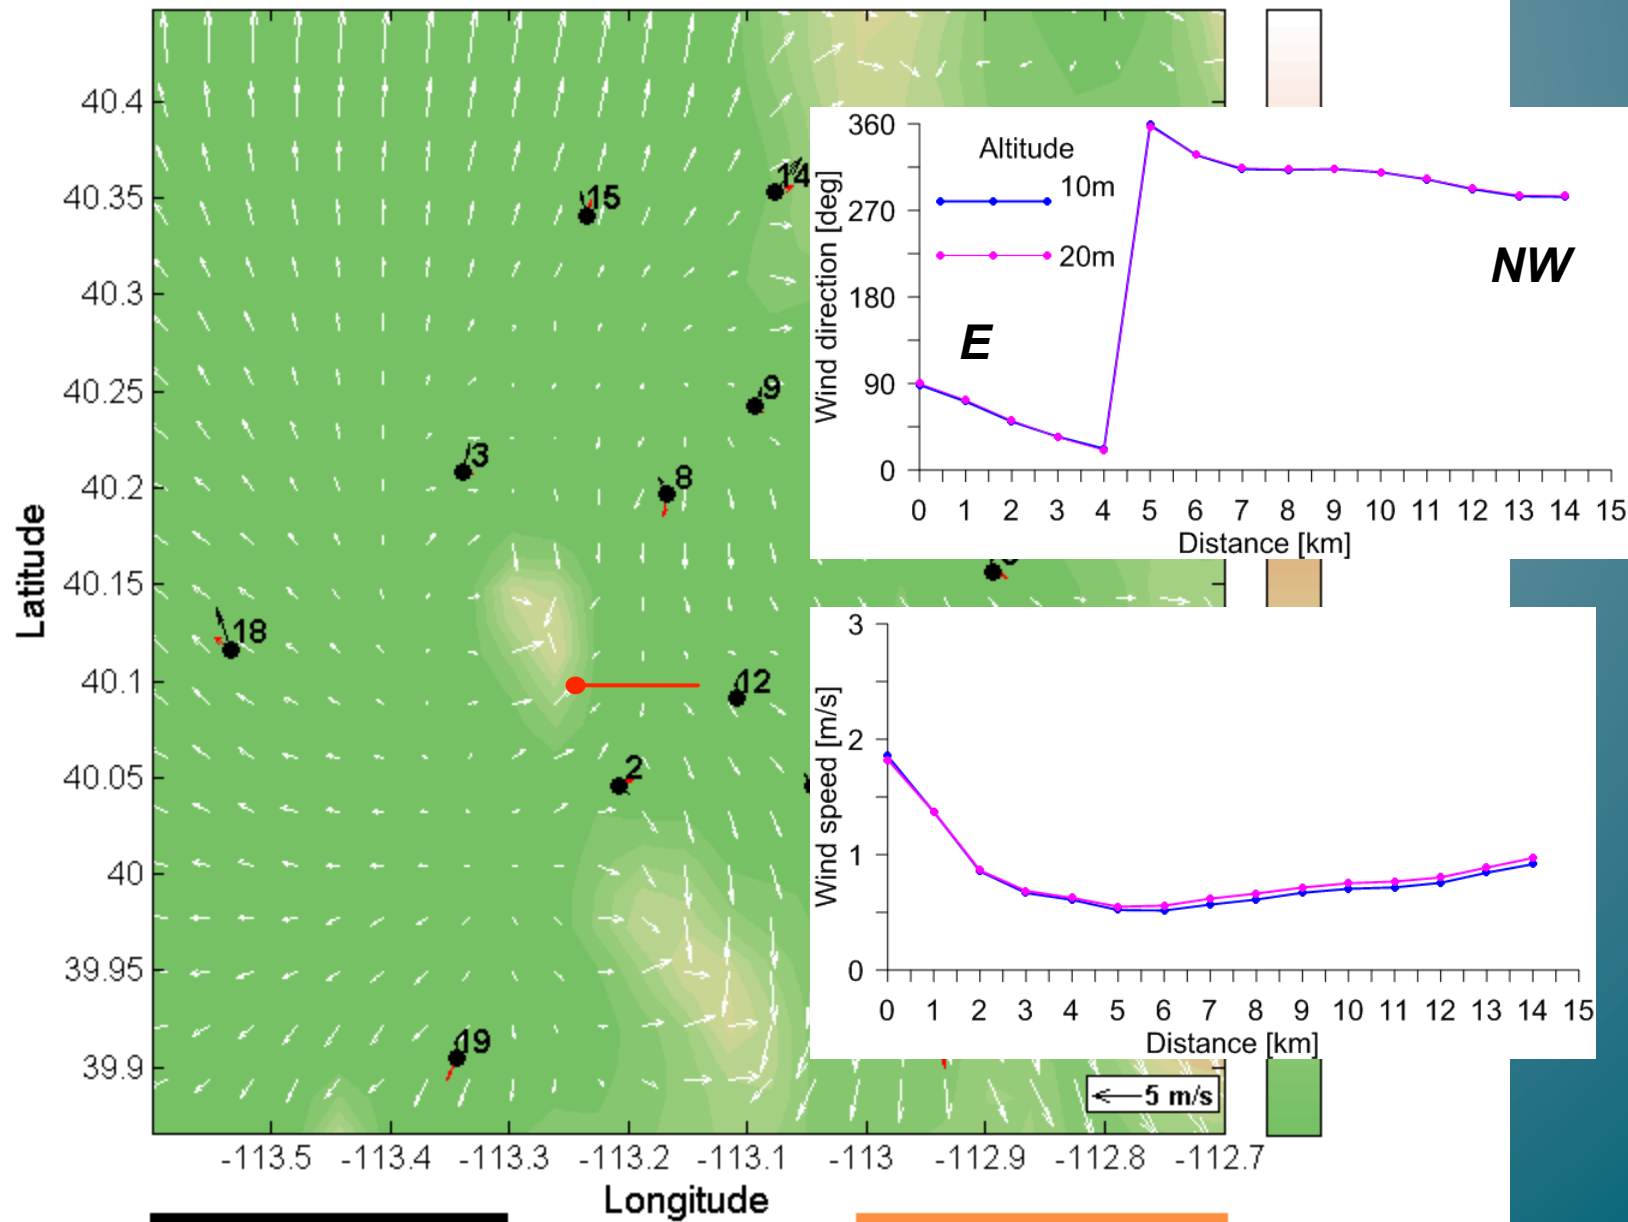 40.4
40.35
40.3
40.25
40.2
40.15
40.1
40.05
40
39.95
39.9
Latitude
-113.5 -113.4 -113.3 -113.2 -113.1 -113 -112.9 -112.8 -112.7
Longitude
15
14
9
3
8
18
12
2
19
5 m/s
360
270
180
90
0
Wind direction [deg]
Altitude
10m
20m
E
NW
0 1 2 3 4 5 6 7 8 9 10 11 12 13 14 15
Distance [km]
3
2
1
0
Wind speed [m/s]
0 1 2 3 4 5 6 7 8 9 10 11 12 13 14 15
Distance [km]